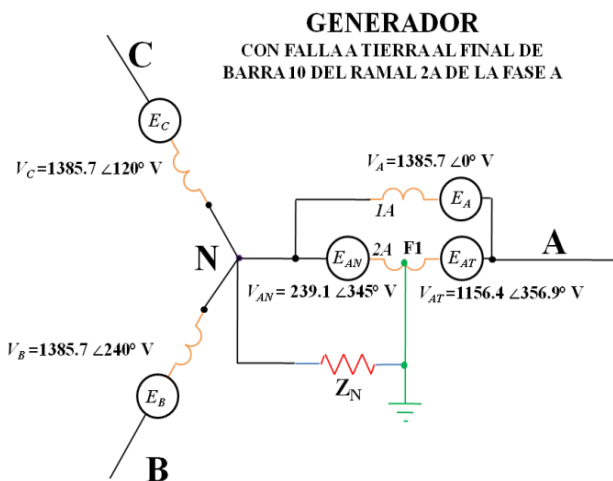 GENERADOR
CON FALLA A TIERRA AL FINAL DE
BARRA 10 DEL RAMAL 2A DE LA FASE A
C
E_C
V_C=1385.7 ∠120° V
V_A=1385.7 ∠0° V
1A
E_A
N
E_AN
2A
F1
E_AT
A
V_AN = 239.1 ∠345° V
V_AT=1156.4 ∠356.9° V
V_B=1385.7 ∠240° V
Z_N
E_B
B